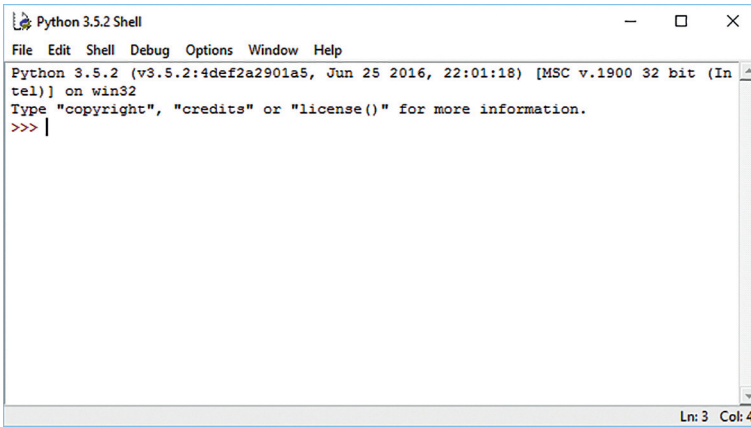 Python 3.5.2 Shell
File Edit Shell Debug Options Window Help
Python 3.5.2 (v3.5.2:4def2a2901a5, Jun 25 2016, 22:01:18) [MSC v.1900 32 bit (In
tel)] on win32
Type "copyright", "credits" or "license()" for more information.
>>>
Ln: 3 Col: 4